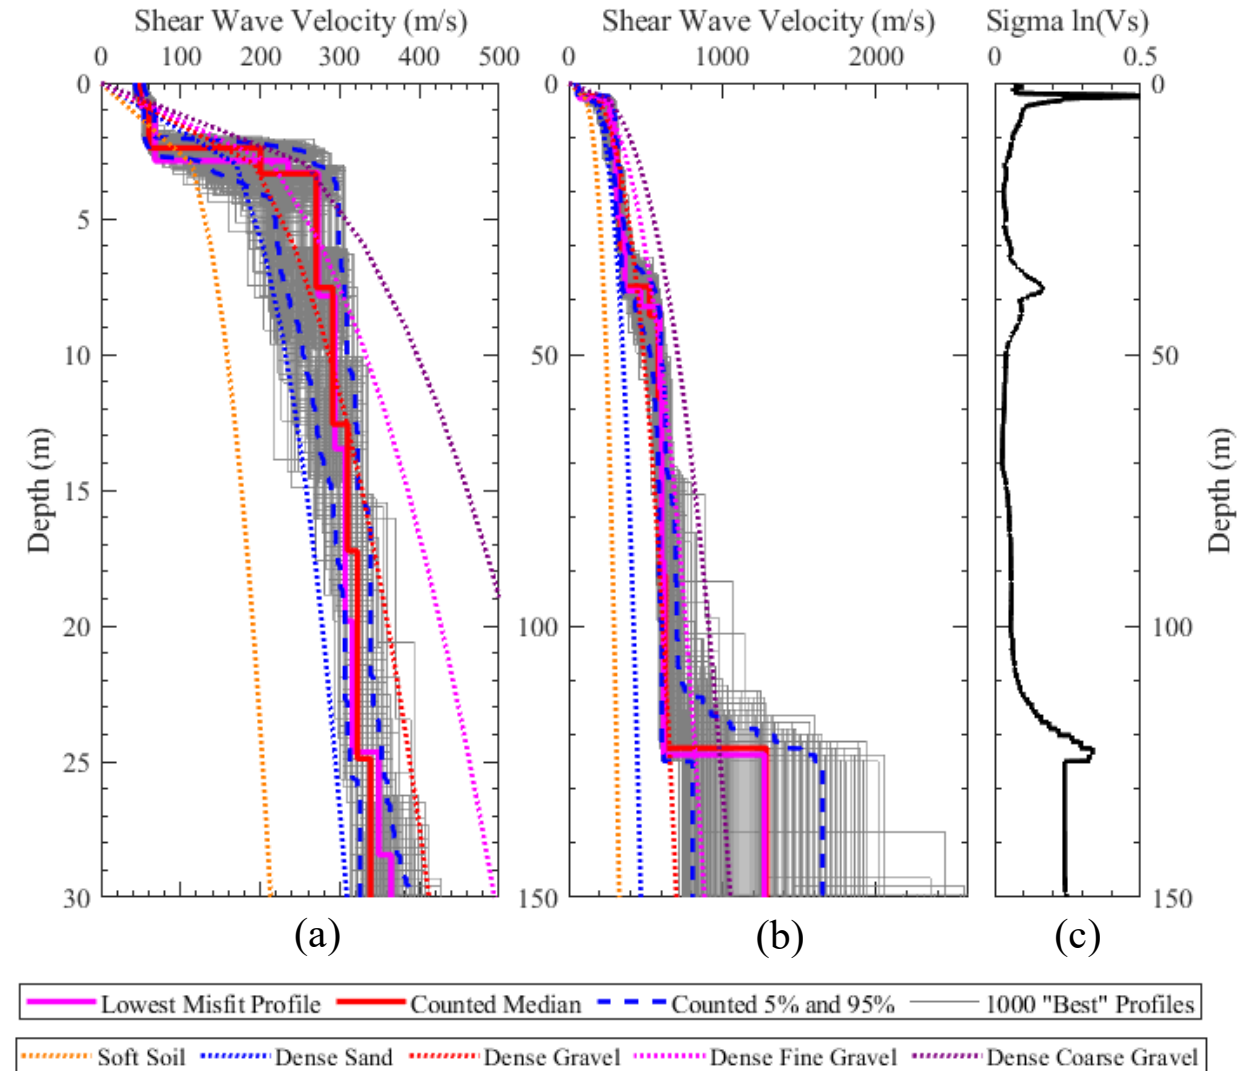 Shear Wave Velocity (m/s)
0 100 200 300 400 500
0
5
10
15
20
25
30
Depth (m)
(a)
Shear Wave Velocity (m/s)
0 1000 2000
0
50
100
150
(b)
Sigma ln(Vs)
0 0.5
0
50
100
150
Depth (m)
(c)
Lowest Misfit Profile Counted Median Counted 5% and 95% 1000 "Best" Profiles
Soft Soil Dense Sand Dense Gravel Dense Fine Gravel Dense Coarse Gravel